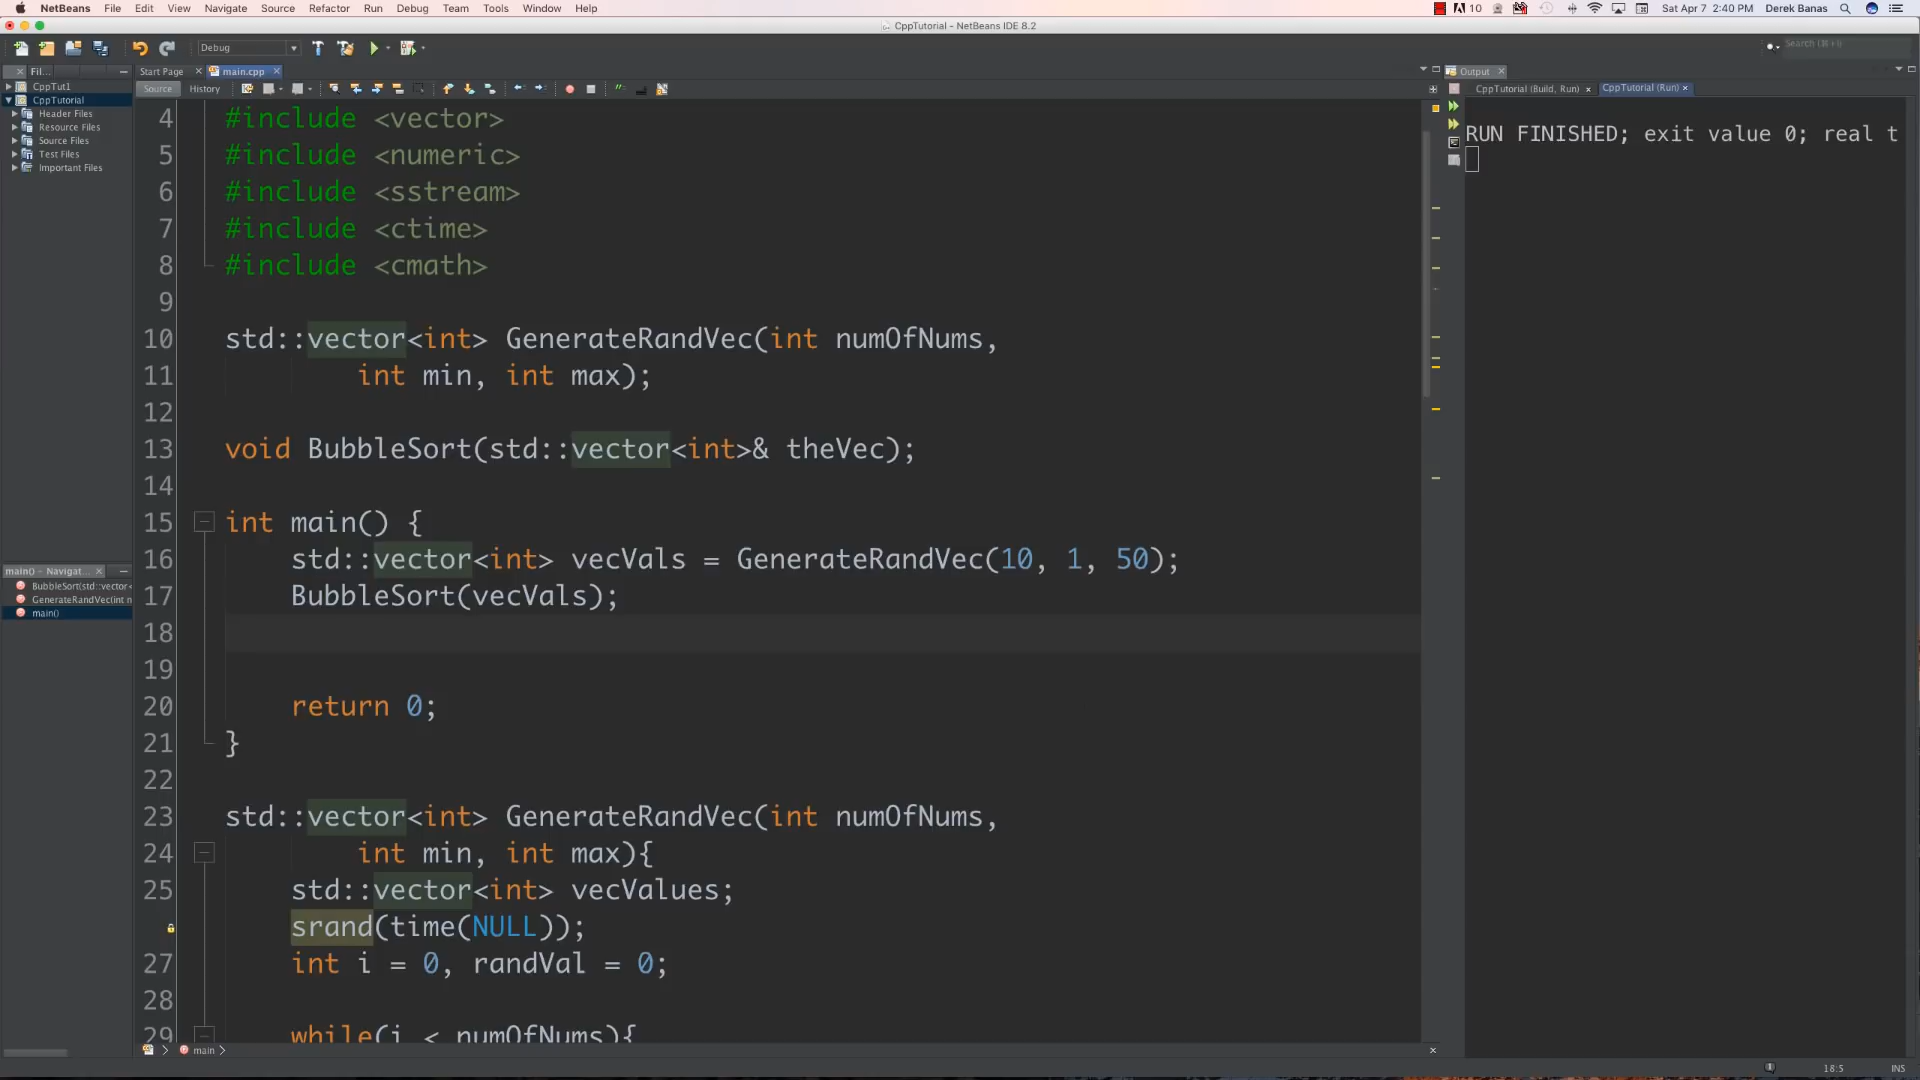 NetBeans File Edit View Navigate Source Refactor Run Debug Team Tools Window Help
10 Sat Apr 7 2:40 PM Derek Banas
CppTutorial - NetBeans IDE 8.2
Debug
Search (⌘+I)
Fil...
CppTut1
CppTutorial
Header Files
Resource Files
Source Files
Test Files
Important Files
main() - Navigat...
BubbleSort(std::vector<
GenerateRandVec(int n
main()
Start Page
main.cpp
Source
History
4 #include <vector>
5 #include <numeric>
6 #include <sstream>
7 #include <ctime>
8 #include <cmath>
9
10 std::vector<int> GenerateRandVec(int numOfNums,
11 int min, int max);
12
13 void BubbleSort(std::vector<int>& theVec);
14
15 int main() {
16 std::vector<int> vecVals = GenerateRandVec(10, 1, 50);
17 BubbleSort(vecVals);
18
19
20 return 0;
21 }
22
23 std::vector<int> GenerateRandVec(int numOfNums,
24 int min, int max){
25 std::vector<int> vecValues;
srand(time(NULL));
27 int i = 0, randVal = 0;
28
29 while(i < numOfNums){
main
Output
CppTutorial (Build, Run)
CppTutorial (Run)
RUN FINISHED; exit value 0; real t
18:5
INS